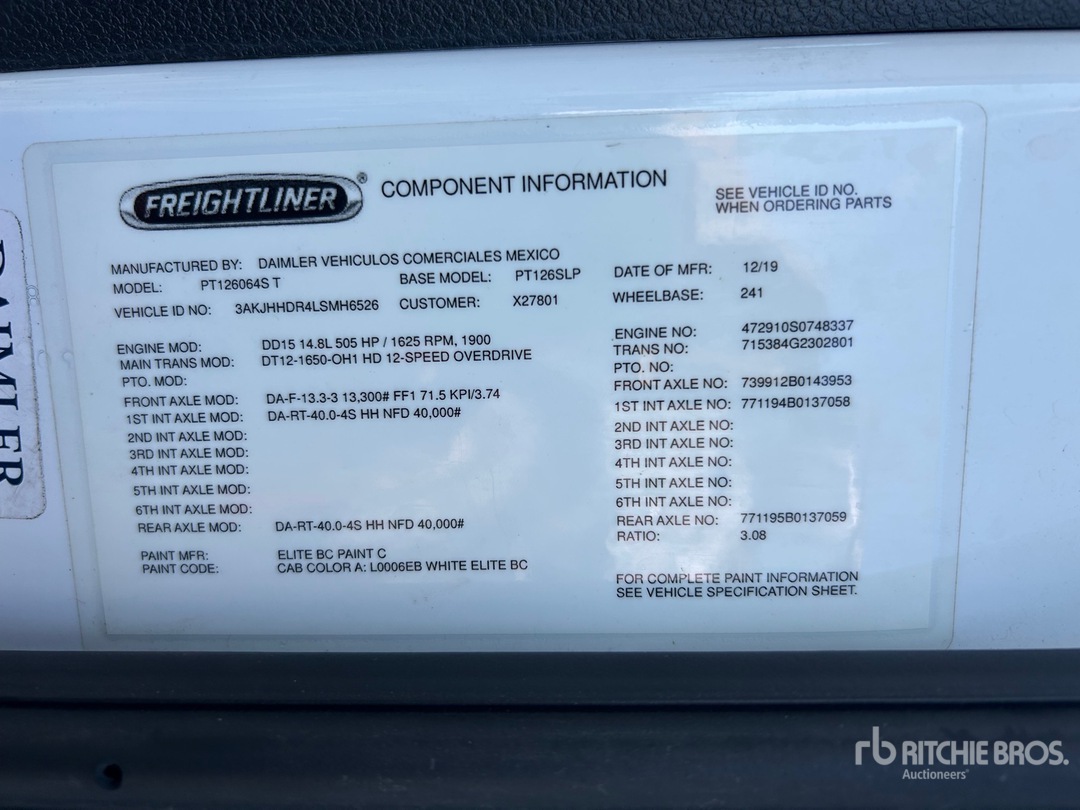 FREIGHTLINER® COMPONENT INFORMATION
SEE VEHICLE ID NO.
WHEN ORDERING PARTS
MANUFACTURED BY: DAIMLER VEHICULOS COMERCIALES MEXICO
MODEL: PT126064S T BASE MODEL: PT126SLP
VEHICLE ID NO: 3AKJHHDR4LSMH6526 CUSTOMER: X27801
DATE OF MFR: 12/19
WHEELBASE: 241
ENGINE MOD: DD15 14.8L 505 HP / 1625 RPM, 1900
MAIN TRANS MOD: DT12-1650-OH1 HD 12-SPEED OVERDRIVE
PTO. MOD:
FRONT AXLE MOD: DA-F-13.3-3 13,300# FF1 71.5 KPI/3.74
1ST INT AXLE MOD: DA-RT-40.0-4S HH NFD 40,000#
2ND INT AXLE MOD:
3RD INT AXLE MOD:
4TH INT AXLE MOD:
5TH INT AXLE MOD:
6TH INT AXLE MOD:
REAR AXLE MOD: DA-RT-40.0-4S HH NFD 40,000#
ENGINE NO: 472910S0748337
TRANS NO: 715384G2302801
PTO. NO:
FRONT AXLE NO: 739912B0143953
1ST INT AXLE NO: 771194B0137058
2ND INT AXLE NO:
3RD INT AXLE NO:
4TH INT AXLE NO:
5TH INT AXLE NO:
6TH INT AXLE NO:
REAR AXLE NO: 771195B0137059
RATIO: 3.08
PAINT MFR: ELITE BC PAINT C
PAINT CODE: CAB COLOR A: L0006EB WHITE ELITE BC
FOR COMPLETE PAINT INFORMATION
SEE VEHICLE SPECIFICATION SHEET.
DAIMLER
rb RITCHIE BROS.
Auctioneers®